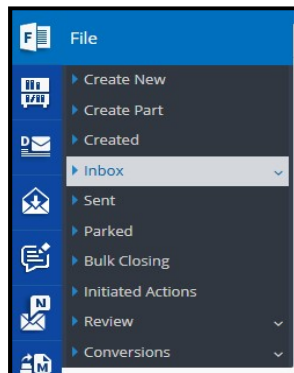 F
File
Create New
Create Part
Created
Inbox
Sent
Parked
Bulk Closing
Initiated Actions
Review
Conversions
D
N
M